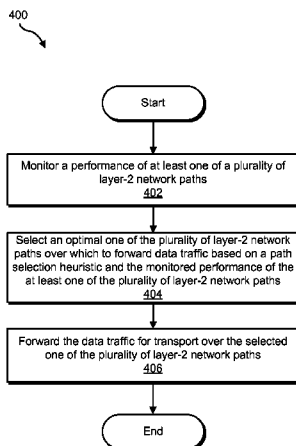 400
Start
Monitor a performance of at least one of a plurality of
layer-2 network paths
402
Select an optimal one of the plurality of layer-2 network
paths over which to forward data traffic based on a path
selection heuristic and the monitored performance of the
at least one of the plurality of layer-2 network paths
404
Forward the data traffic for transport over the selected
one of the plurality of layer-2 network paths
406
End